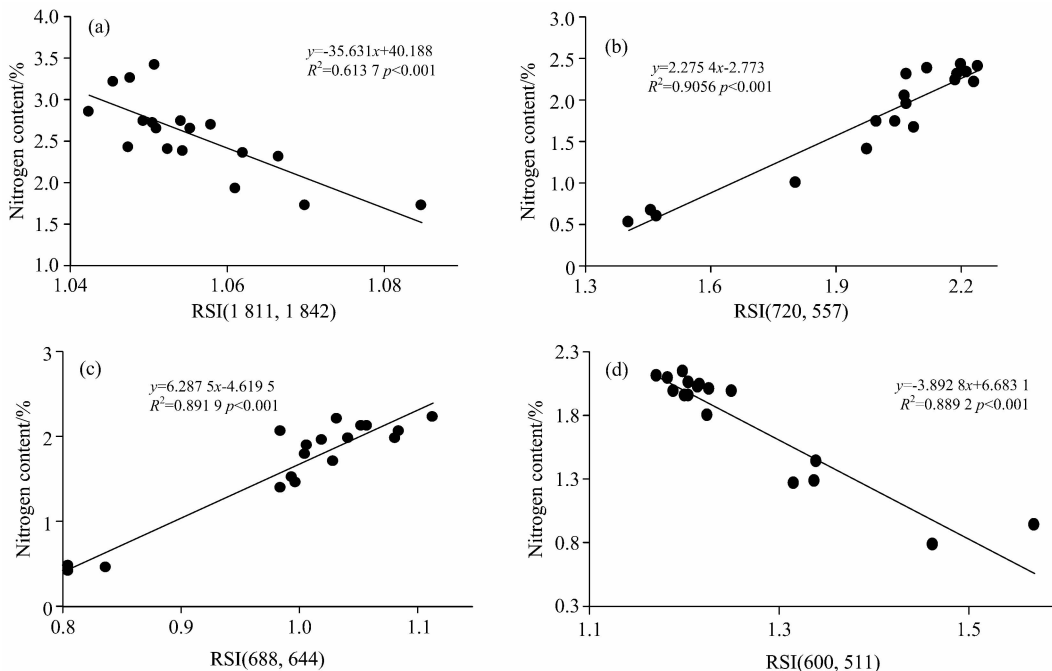 (a)
y=-35.631x+40.188
R²=0.613 7 p<0.001
Nitrogen content/%
4.0
3.5
3.0
2.5
2.0
1.5
1.0
1.04
1.06
1.08
RSI(1 811, 1 842)
(b)
y=2.275 4x-2.773
R²=0.9056 p<0.001
Nitrogen content/%
3.0
2.5
2.0
1.5
1.0
0.5
0
1.3
1.6
1.9
2.2
RSI(720, 557)
(c)
y=6.287 5x-4.619 5
R²=0.891 9 p<0.001
Nitrogen content/%
3
2
1
0
0.8
0.9
1.0
1.1
RSI(688, 644)
(d)
y=-3.892 8x+6.683 1
R²=0.889 2 p<0.001
Nitrogen content/%
2.3
1.8
1.3
0.8
0.3
1.1
1.3
1.5
RSI(600, 511)